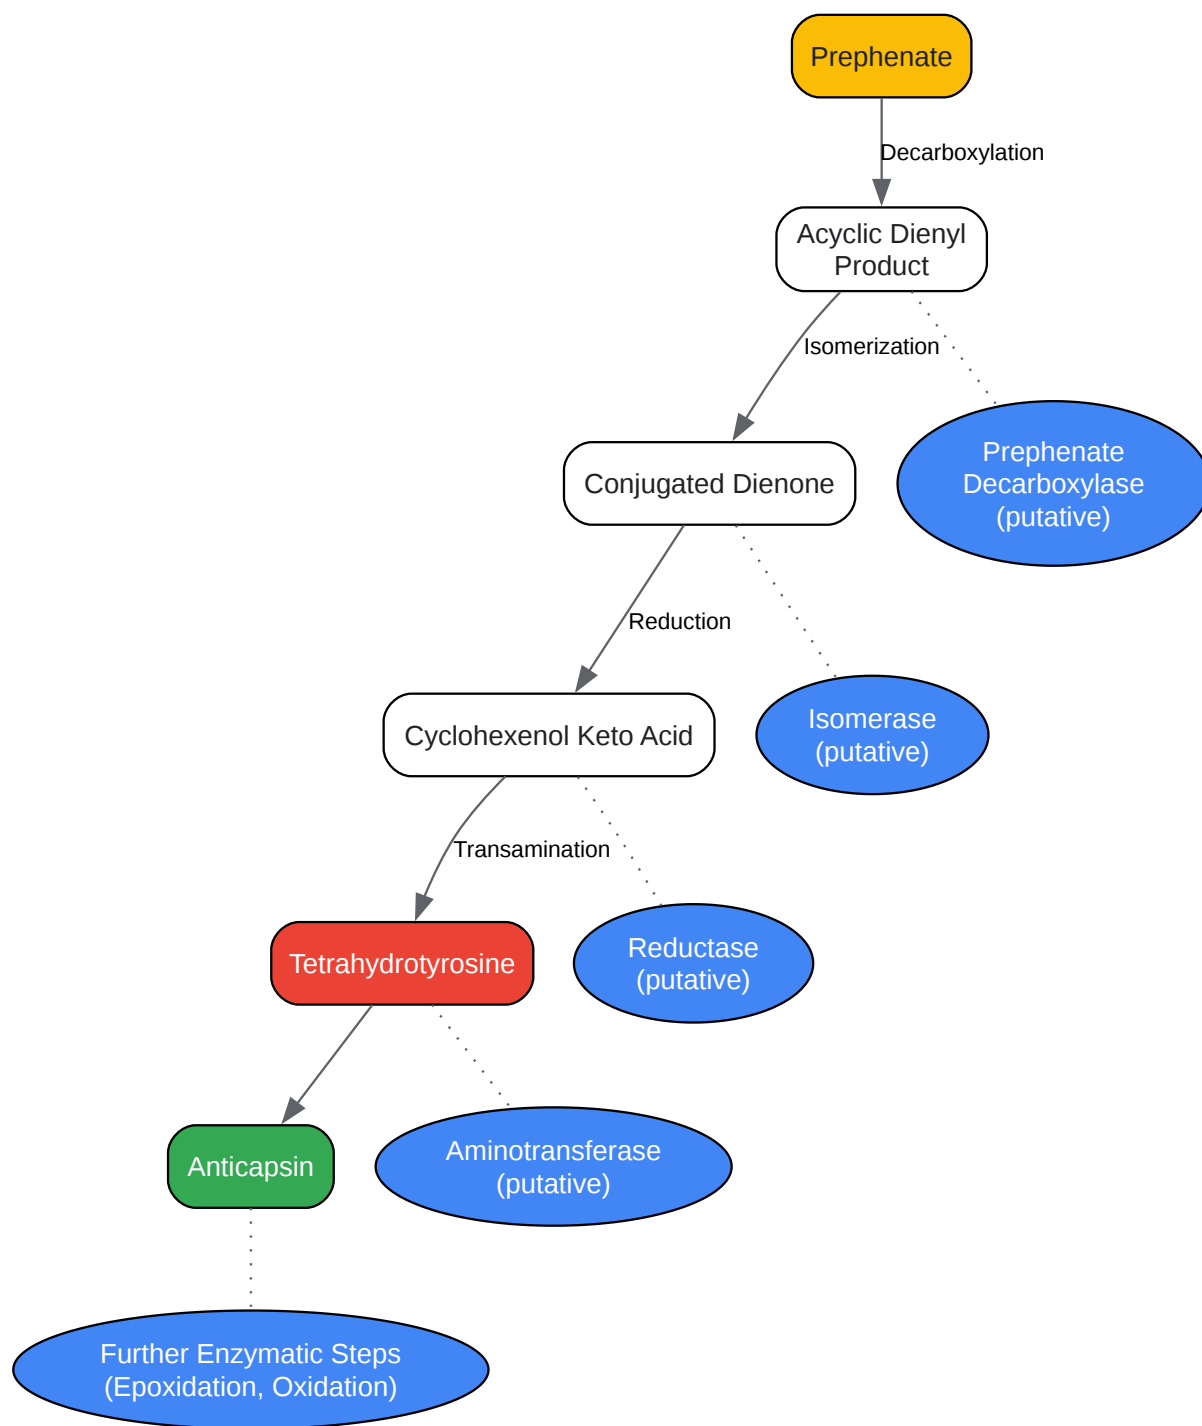 Prephenate
Decarboxylation
Acyclic Dienyl
Product
Isomerization
Conjugated Dienone
Prephenate
Decarboxylase
(putative)
Reduction
Cyclohexenol Keto Acid
Isomerase
(putative)
Transamination
Tetrahydrotyrosine
Reductase
(putative)
Anticapsin
Aminotransferase
(putative)
Further Enzymatic Steps
(Epoxidation, Oxidation)